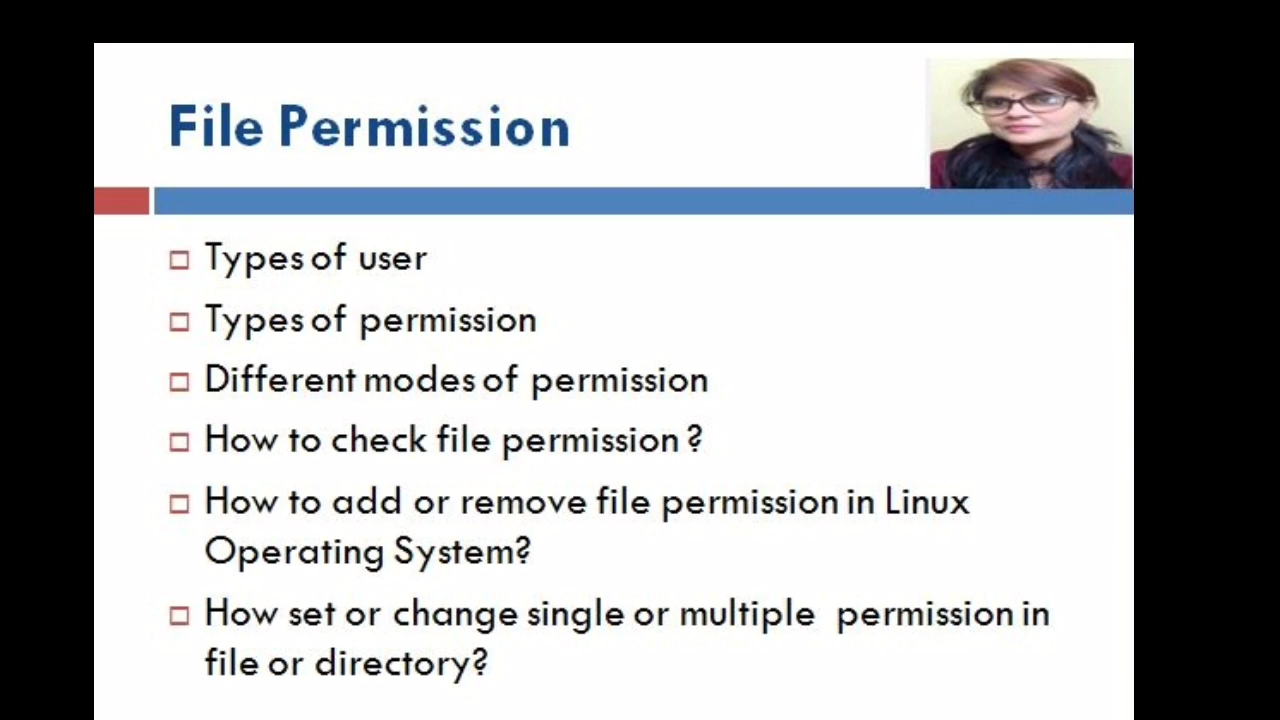 File Permission
Types of user
Types of permission
Different modes of permission
How to check file permission ?
How to add or remove file permission in Linux
Operating System?
How set or change single or multiple permission in
file or directory?